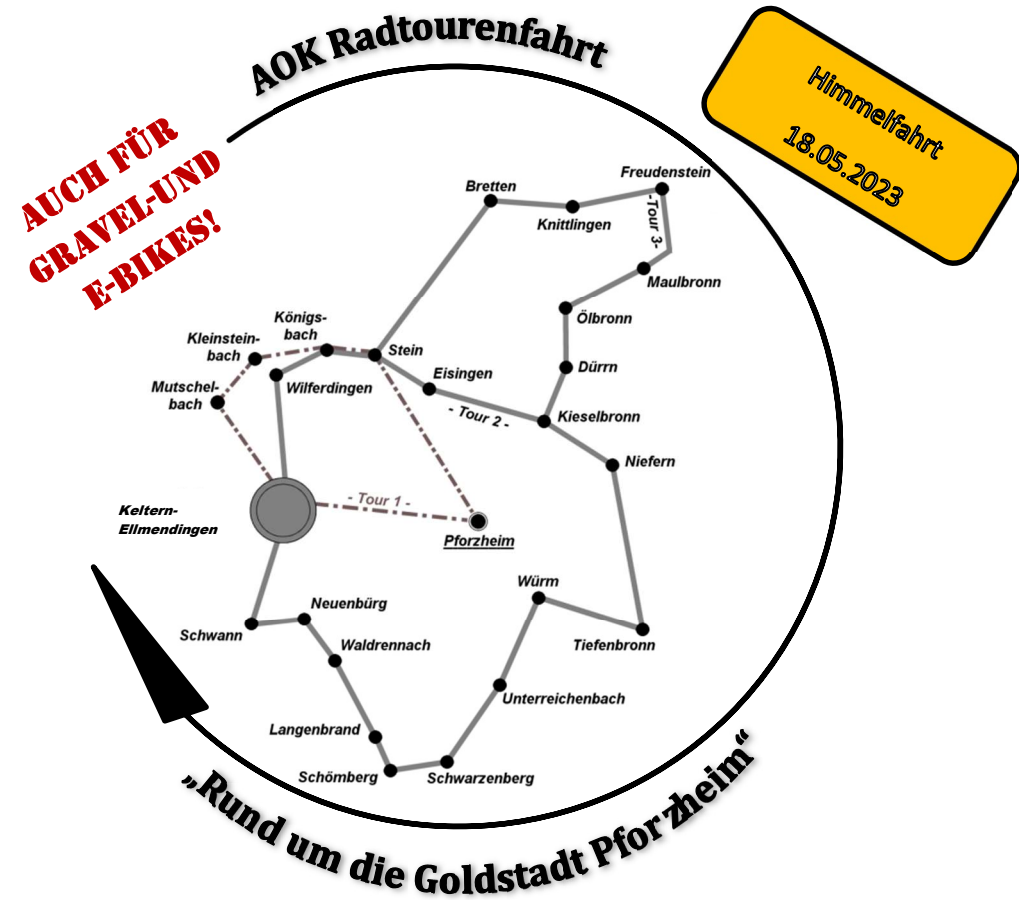 AOK Radtourenfahrt
Himmelfahrt
18.05.2023
AUCH FÜR
GRAVEL-UND
E-BIKES!
Freudenstein
Bretten
Knittlingen
-Tour 3-
Maulbronn
Ölbronn
Königs-
bach
Kleinstein-
bach
Stein
Eisingen
Dürrn
Mutschel-
bach
Wilferdingen
- Tour 2 -
Kieselbronn
Niefern
- Tour 1 -
Keltern-
Ellmendingen
Pforzheim
Würm
Neuenbürg
Schwann
Waldrennach
Tiefenbronn
Unterreichenbach
Langenbrand
Schömberg
Schwarzenberg
„Rund um die Goldstadt Pforzheim“